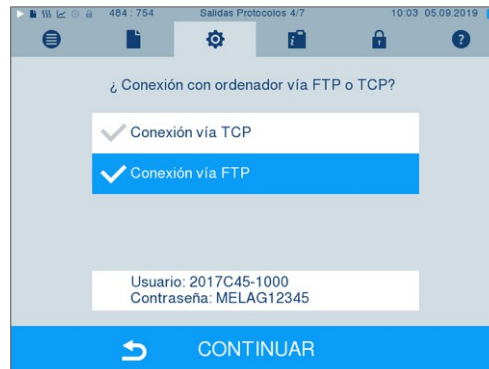 484 : 754 Salidas Protocolos 4/7 10:03 05.09.2019
¿ Conexión con ordenador vía FTP o TCP?
Conexión vía TCP
Conexión vía FTP
Usuario: 2017C45-1000
Contraseña: MELAG12345
CONTINUAR